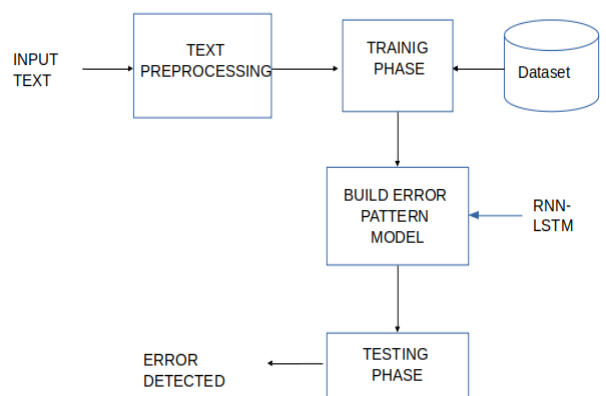 INPUT
TEXT
TEXT
PREPROCESSING
TRAINIG
PHASE
Dataset
BUILD ERROR
PATTERN
MODEL
RNN-
LSTM
TESTING
PHASE
ERROR
DETECTED